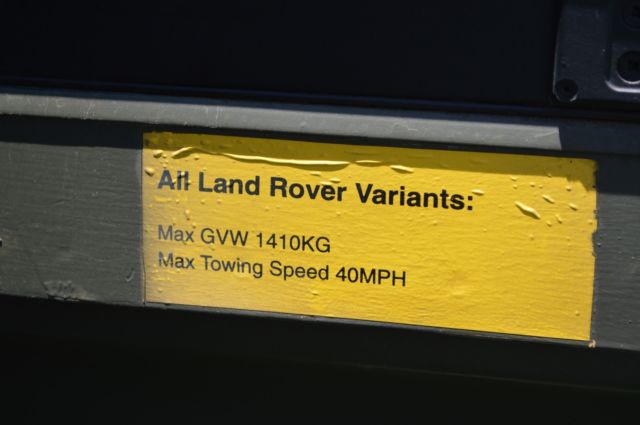 All Land Rover Variants:
Max GVW 1410KG
Max Towing Speed 40MPH